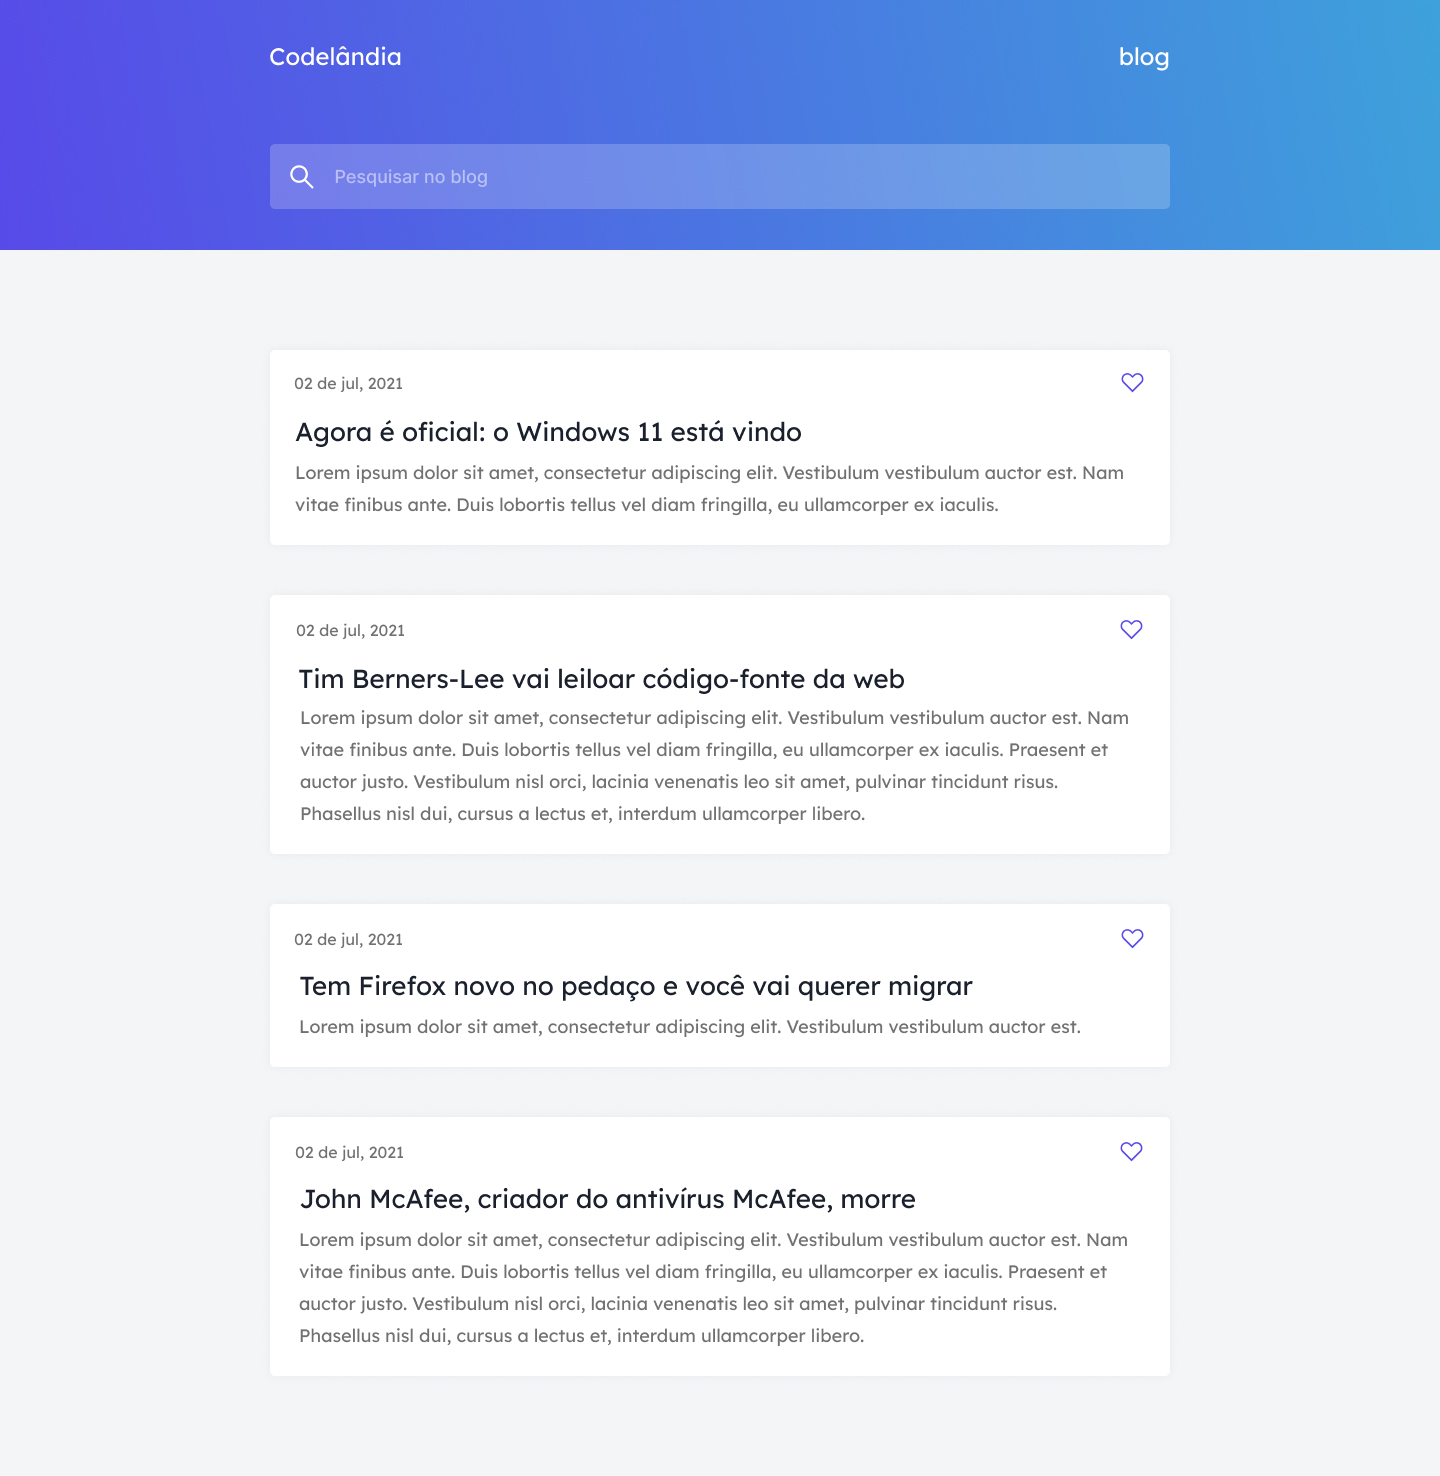 Codelândia
blog
Pesquisar no blog
02 de jul, 2021
Agora é oficial: o Windows 11 está vindo
Lorem ipsum dolor sit amet, consectetur adipiscing elit. Vestibulum vestibulum auctor est. Nam
vitae finibus ante. Duis lobortis tellus vel diam fringilla, eu ullamcorper ex iaculis.
02 de jul, 2021
Tim Berners-Lee vai leiloar código-fonte da web
Lorem ipsum dolor sit amet, consectetur adipiscing elit. Vestibulum vestibulum auctor est. Nam
vitae finibus ante. Duis lobortis tellus vel diam fringilla, eu ullamcorper ex iaculis. Praesent et
auctor justo. Vestibulum nisl orci, lacinia venenatis leo sit amet, pulvinar tincidunt risus.
Phasellus nisl dui, cursus a lectus et, interdum ullamcorper libero.
02 de jul, 2021
Tem Firefox novo no pedaço e você vai querer migrar
Lorem ipsum dolor sit amet, consectetur adipiscing elit. Vestibulum vestibulum auctor est.
02 de jul, 2021
John McAfee, criador do antivírus McAfee, morre
Lorem ipsum dolor sit amet, consectetur adipiscing elit. Vestibulum vestibulum auctor est. Nam
vitae finibus ante. Duis lobortis tellus vel diam fringilla, eu ullamcorper ex iaculis. Praesent et
auctor justo. Vestibulum nisl orci, lacinia venenatis leo sit amet, pulvinar tincidunt risus.
Phasellus nisl dui, cursus a lectus et, interdum ullamcorper libero.